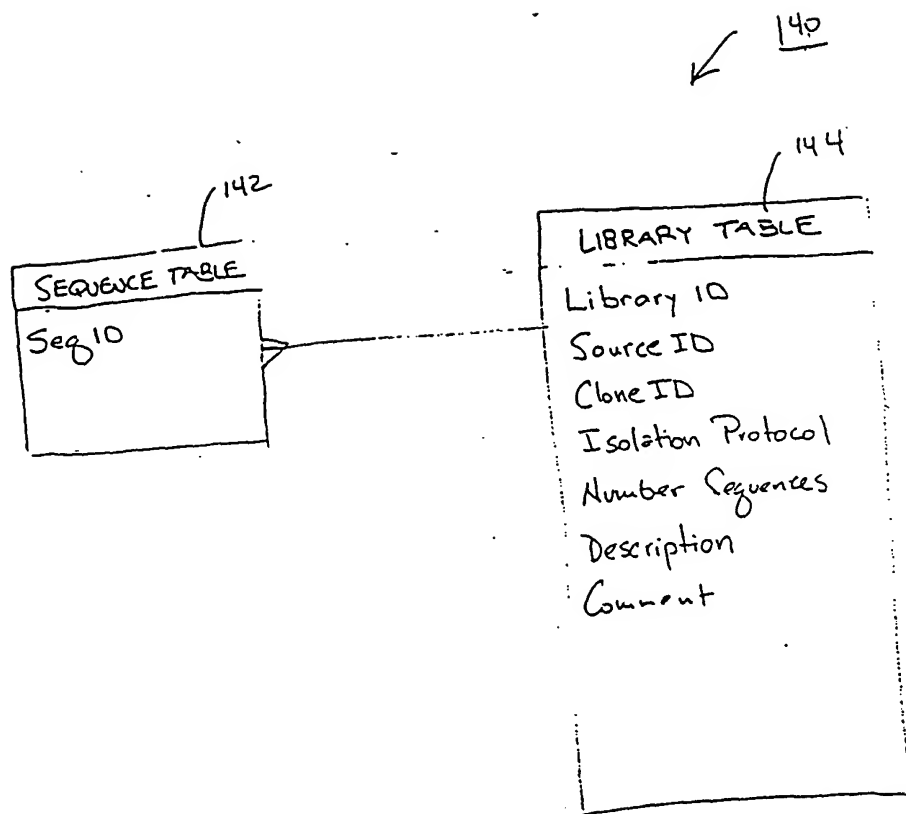 140
144
142
LIBRARY TABLE
SEQUENCE TABLE
Library ID
Seq ID
Source ID
Clone ID
Isolation Protocol
Number Sequences
Description
Comment